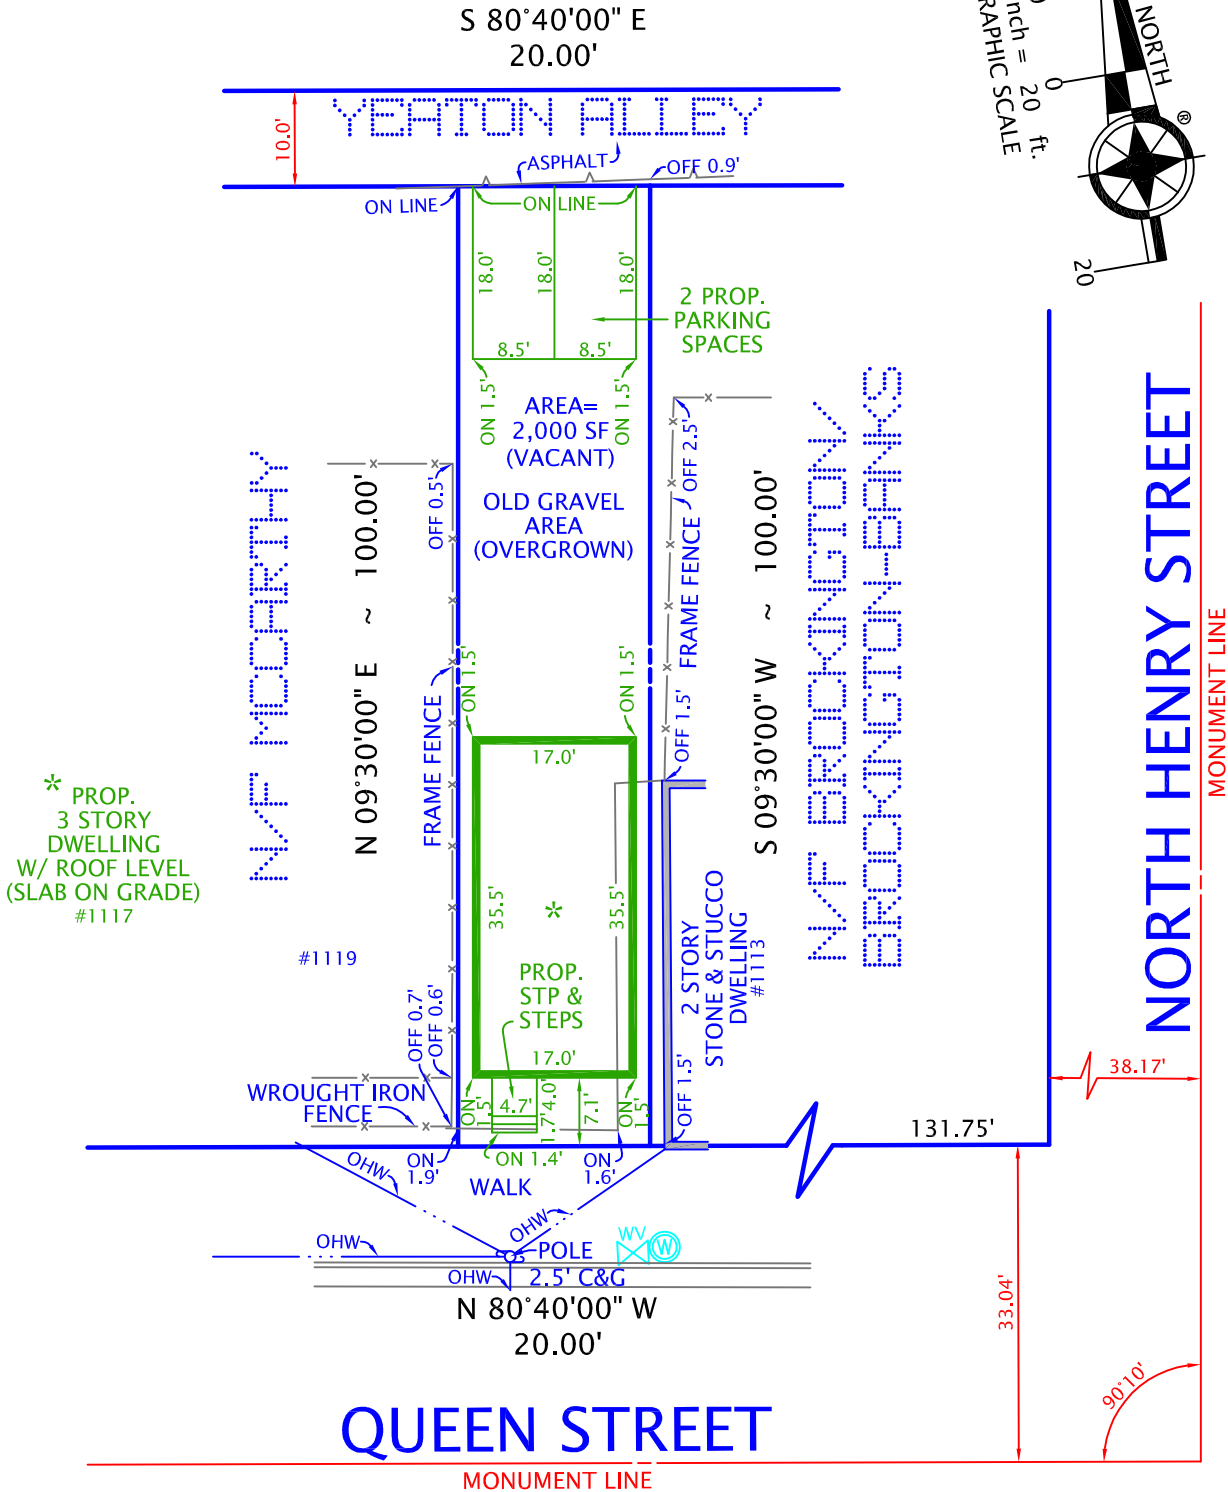 S 80°40'00" E
20.00'
NORTH
®
0
nch = 20 ft.
RAPHIC SCALE
20
YEATON ALLEY
10.0'
ASPHALT
OFF 0.9'
ON LINE
ON LINE
18.0'
18.0'
18.0'
8.5'
8.5'
2 PROP.
PARKING
SPACES
ON 1.5'
ON 1.5'
AREA=
2,000 SF
(VACANT)
OLD GRAVEL
AREA
(OVERGROWN)
OFF 0.5'
OFF 2.5'
FRAME FENCE
FRAME FENCE
N/F MCCARTHY
N 09°30'00" E ~ 100.00'
S 09°30'00" W ~ 100.00'
N/F BROCKINGTON/
BROCKINGTON-BANKS
NORTH HENRY STREET
MONUMENT LINE
ON 1.5'
ON 1.5'
OFF 1.5'
17.0'
35.5'
35.5'
*
* PROP.
3 STORY
DWELLING
W/ ROOF LEVEL
(SLAB ON GRADE)
#1117
#1119
PROP.
STP &
STEPS
17.0'
2 STORY
STONE & STUCCO
DWELLING
#1113
OFF 0.7'
OFF 0.6'
WROUGHT IRON
FENCE
ON
1.5'
4.7'
1.7'
4.0'
7.1'
ON
1.5'
OFF 1.5'
38.17'
131.75'
ON
1.9'
ON 1.4'
ON
1.6'
WALK
OHW
OHW
OHW
OHW
POLE
WV
W
2.5' C&G
N 80°40'00" W
20.00'
33.04'
90°10'
QUEEN STREET
MONUMENT LINE